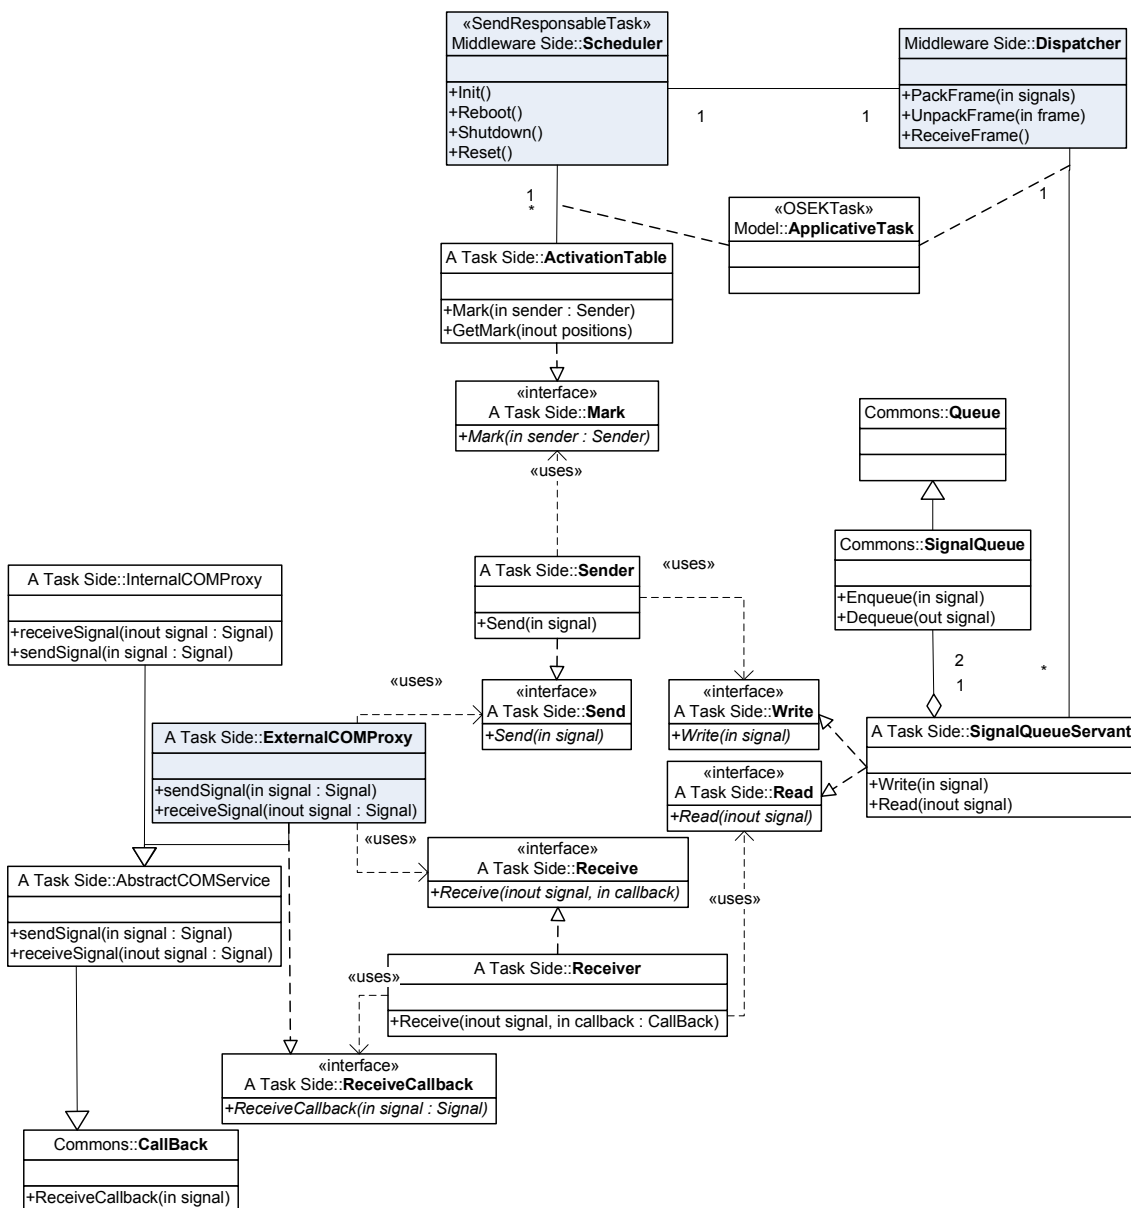 «SendResponsableTask»
Middleware Side::Scheduler
+Init()
+Reboot()
+Shutdown()
+Reset()
Middleware Side::Dispatcher
+PackFrame(in signals)
+UnpackFrame(in frame)
+ReceiveFrame()
1
1
1
*
1
«OSEKTask»
Model::ApplicativeTask
A Task Side::ActivationTable
+Mark(in sender : Sender)
+GetMark(inout positions)
«interface»
A Task Side::Mark
+Mark(in sender : Sender)
«uses»
Commons::Queue
Commons::SignalQueue
+Enqueue(in signal)
+Dequeue(out signal)
A Task Side::Sender
+Send(in signal)
«uses»
A Task Side::InternalCOMProxy
+receiveSignal(inout signal : Signal)
+sendSignal(in signal : Signal)
2
1
*
«uses»
«interface»
A Task Side::Send
+Send(in signal)
«interface»
A Task Side::Write
+Write(in signal)
A Task Side::ExternalCOMProxy
+sendSignal(in signal : Signal)
+receiveSignal(inout signal : Signal)
A Task Side::SignalQueueServant
+Write(in signal)
+Read(inout signal)
«interface»
A Task Side::Read
+Read(inout signal)
«uses»
«interface»
A Task Side::Receive
+Receive(inout signal, in callback)
A Task Side::AbstractCOMService
+sendSignal(in signal : Signal)
+receiveSignal(inout signal : Signal)
«uses»
A Task Side::Receiver
+Receive(inout signal, in callback : CallBack)
«uses»
«interface»
A Task Side::ReceiveCallback
+ReceiveCallback(in signal : Signal)
Commons::CallBack
+ReceiveCallback(in signal)